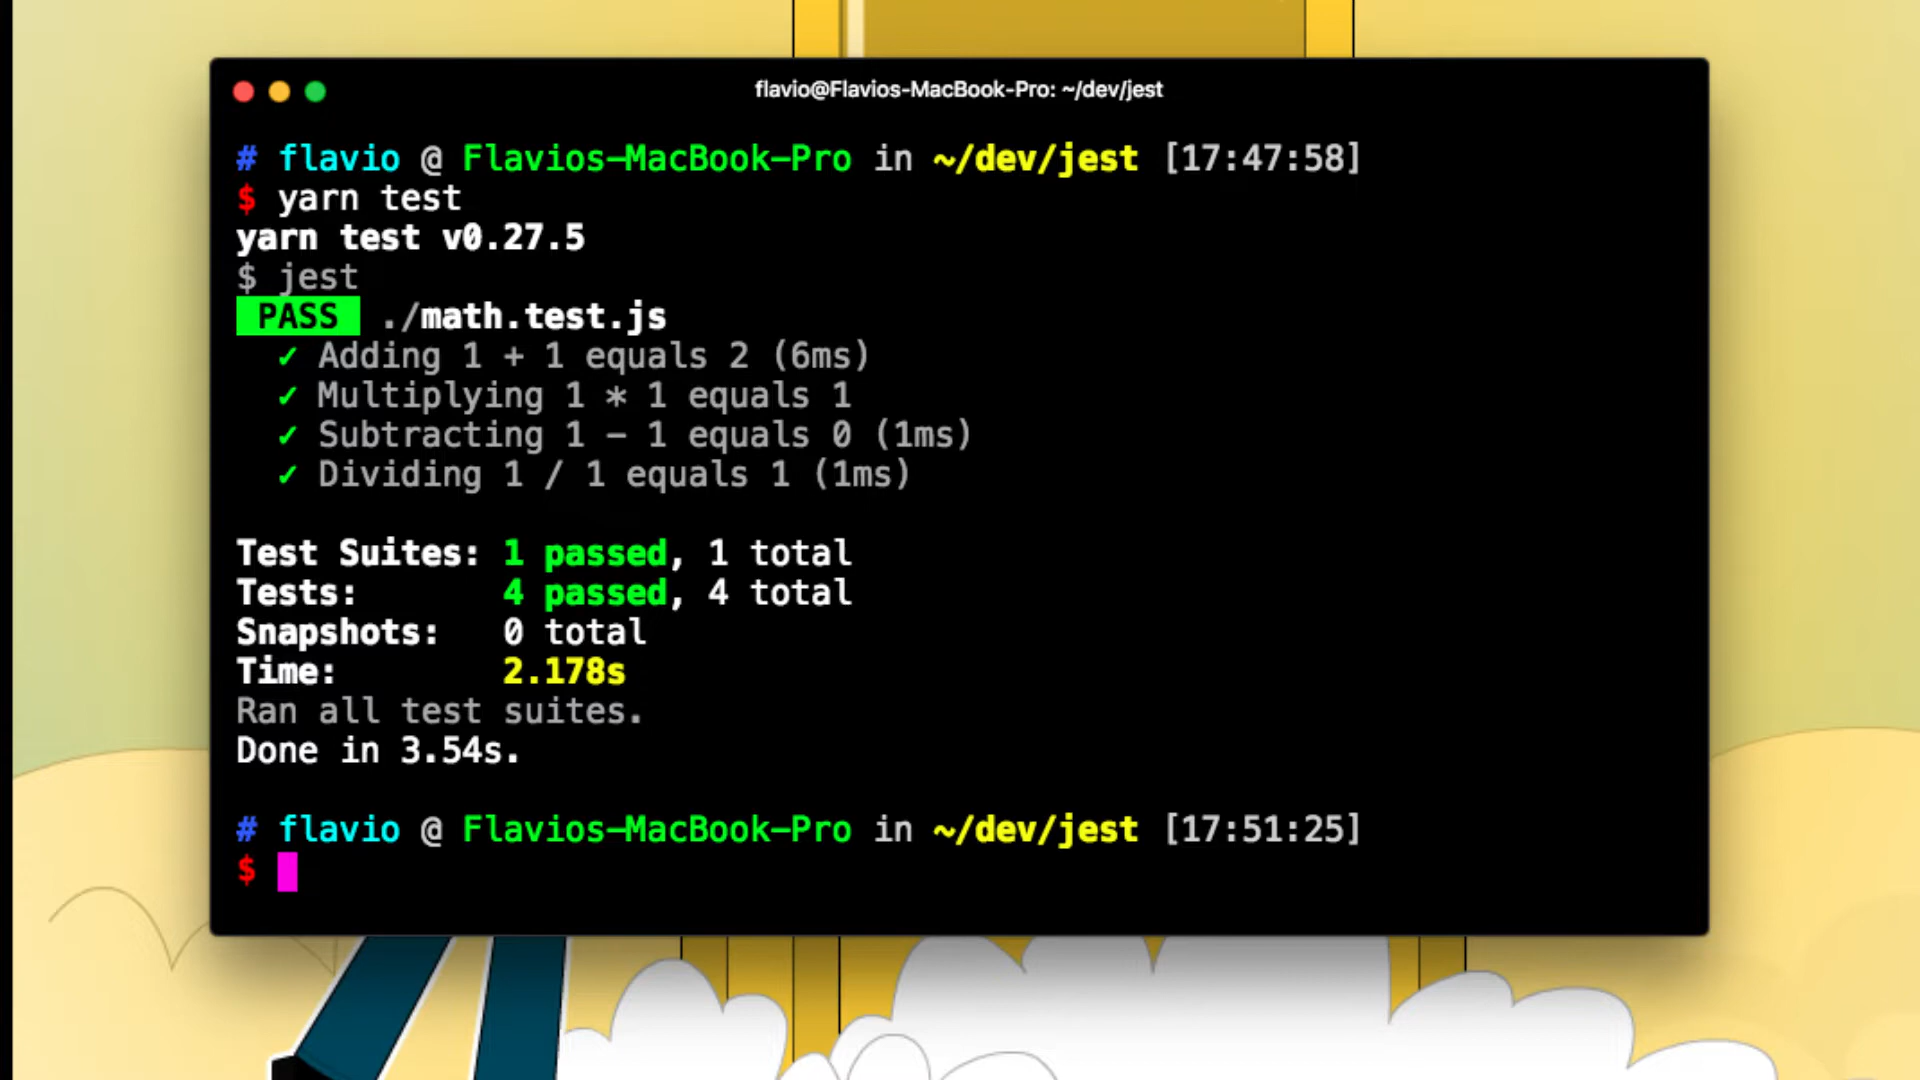 flavio@Flavios-MacBook-Pro: ~/dev/jest
# flavio @ Flavios-MacBook-Pro in ~/dev/jest [17:47:58]
$ yarn test
yarn test v0.27.5
$ jest
PASS ./math.test.js
✓ Adding 1 + 1 equals 2 (6ms)
✓ Multiplying 1 * 1 equals 1
✓ Subtracting 1 - 1 equals 0 (1ms)
✓ Dividing 1 / 1 equals 1 (1ms)
Test Suites: 1 passed, 1 total
Tests: 4 passed, 4 total
Snapshots: 0 total
Time: 2.178s
Ran all test suites.
Done in 3.54s.
# flavio @ Flavios-MacBook-Pro in ~/dev/jest [17:51:25]
$